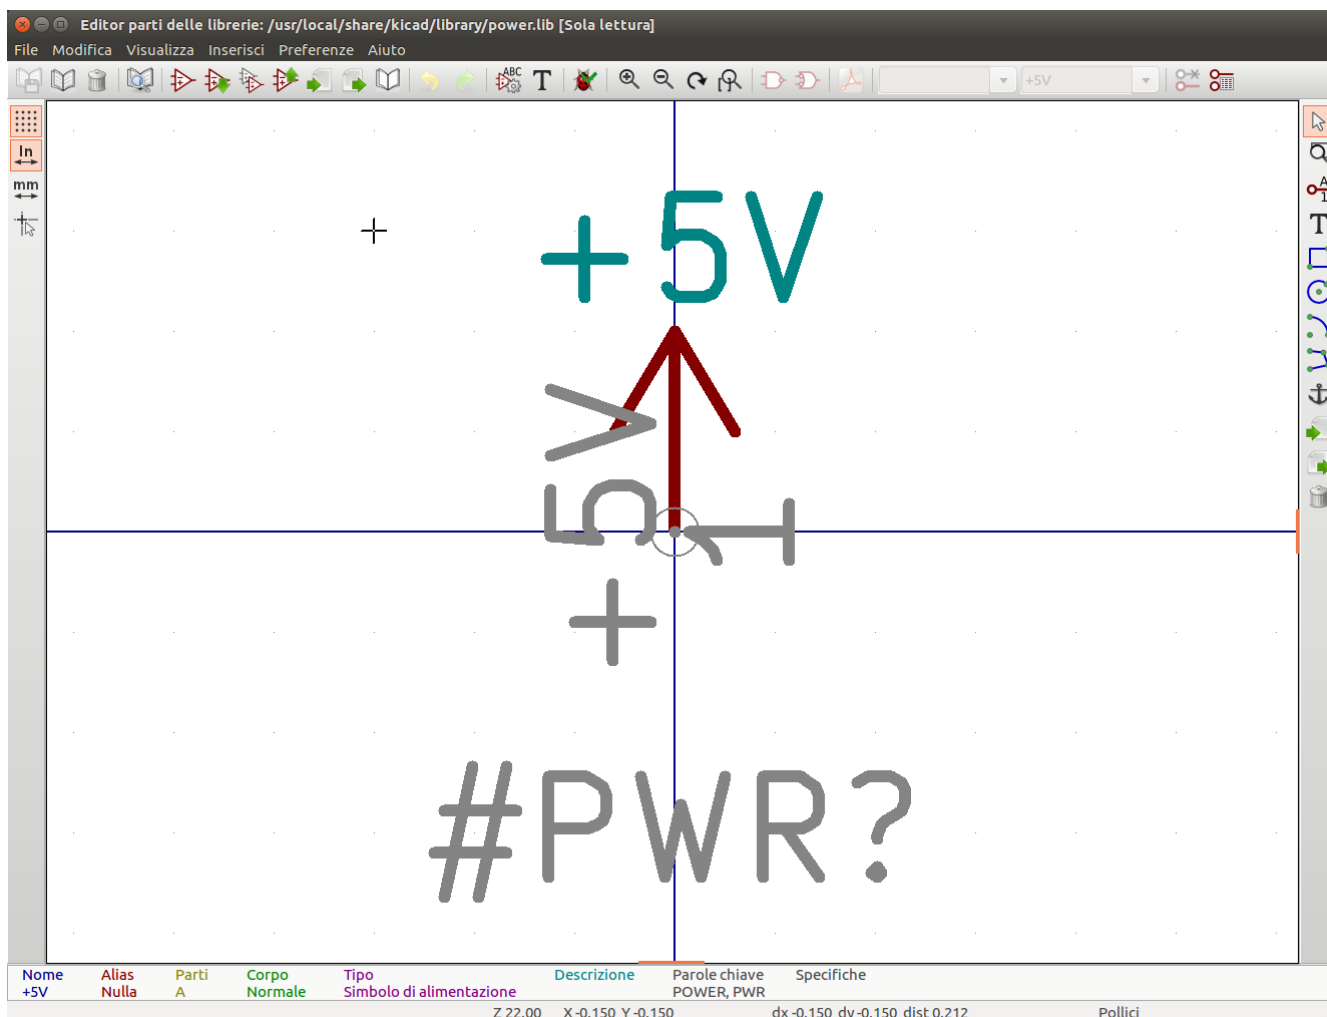 Editor parti delle librerie: /usr/local/share/kicad/library/power.lib [Sola lettura]
File Modifica Visualizza Inserisci Preferenze Aiuto
ABC T +5V
In
mm
A
1
T
+5V
+5V
1
#PWR?
Nome Alias Parti Corpo Tipo Descrizione Parole chiave Specifiche
+5V Nulla A Normale Simbolo di alimentazione POWER, PWR
Z 22.00 X -0.150 Y -0.150 dx -0.150 dy -0.150 dist 0.212 Pollici